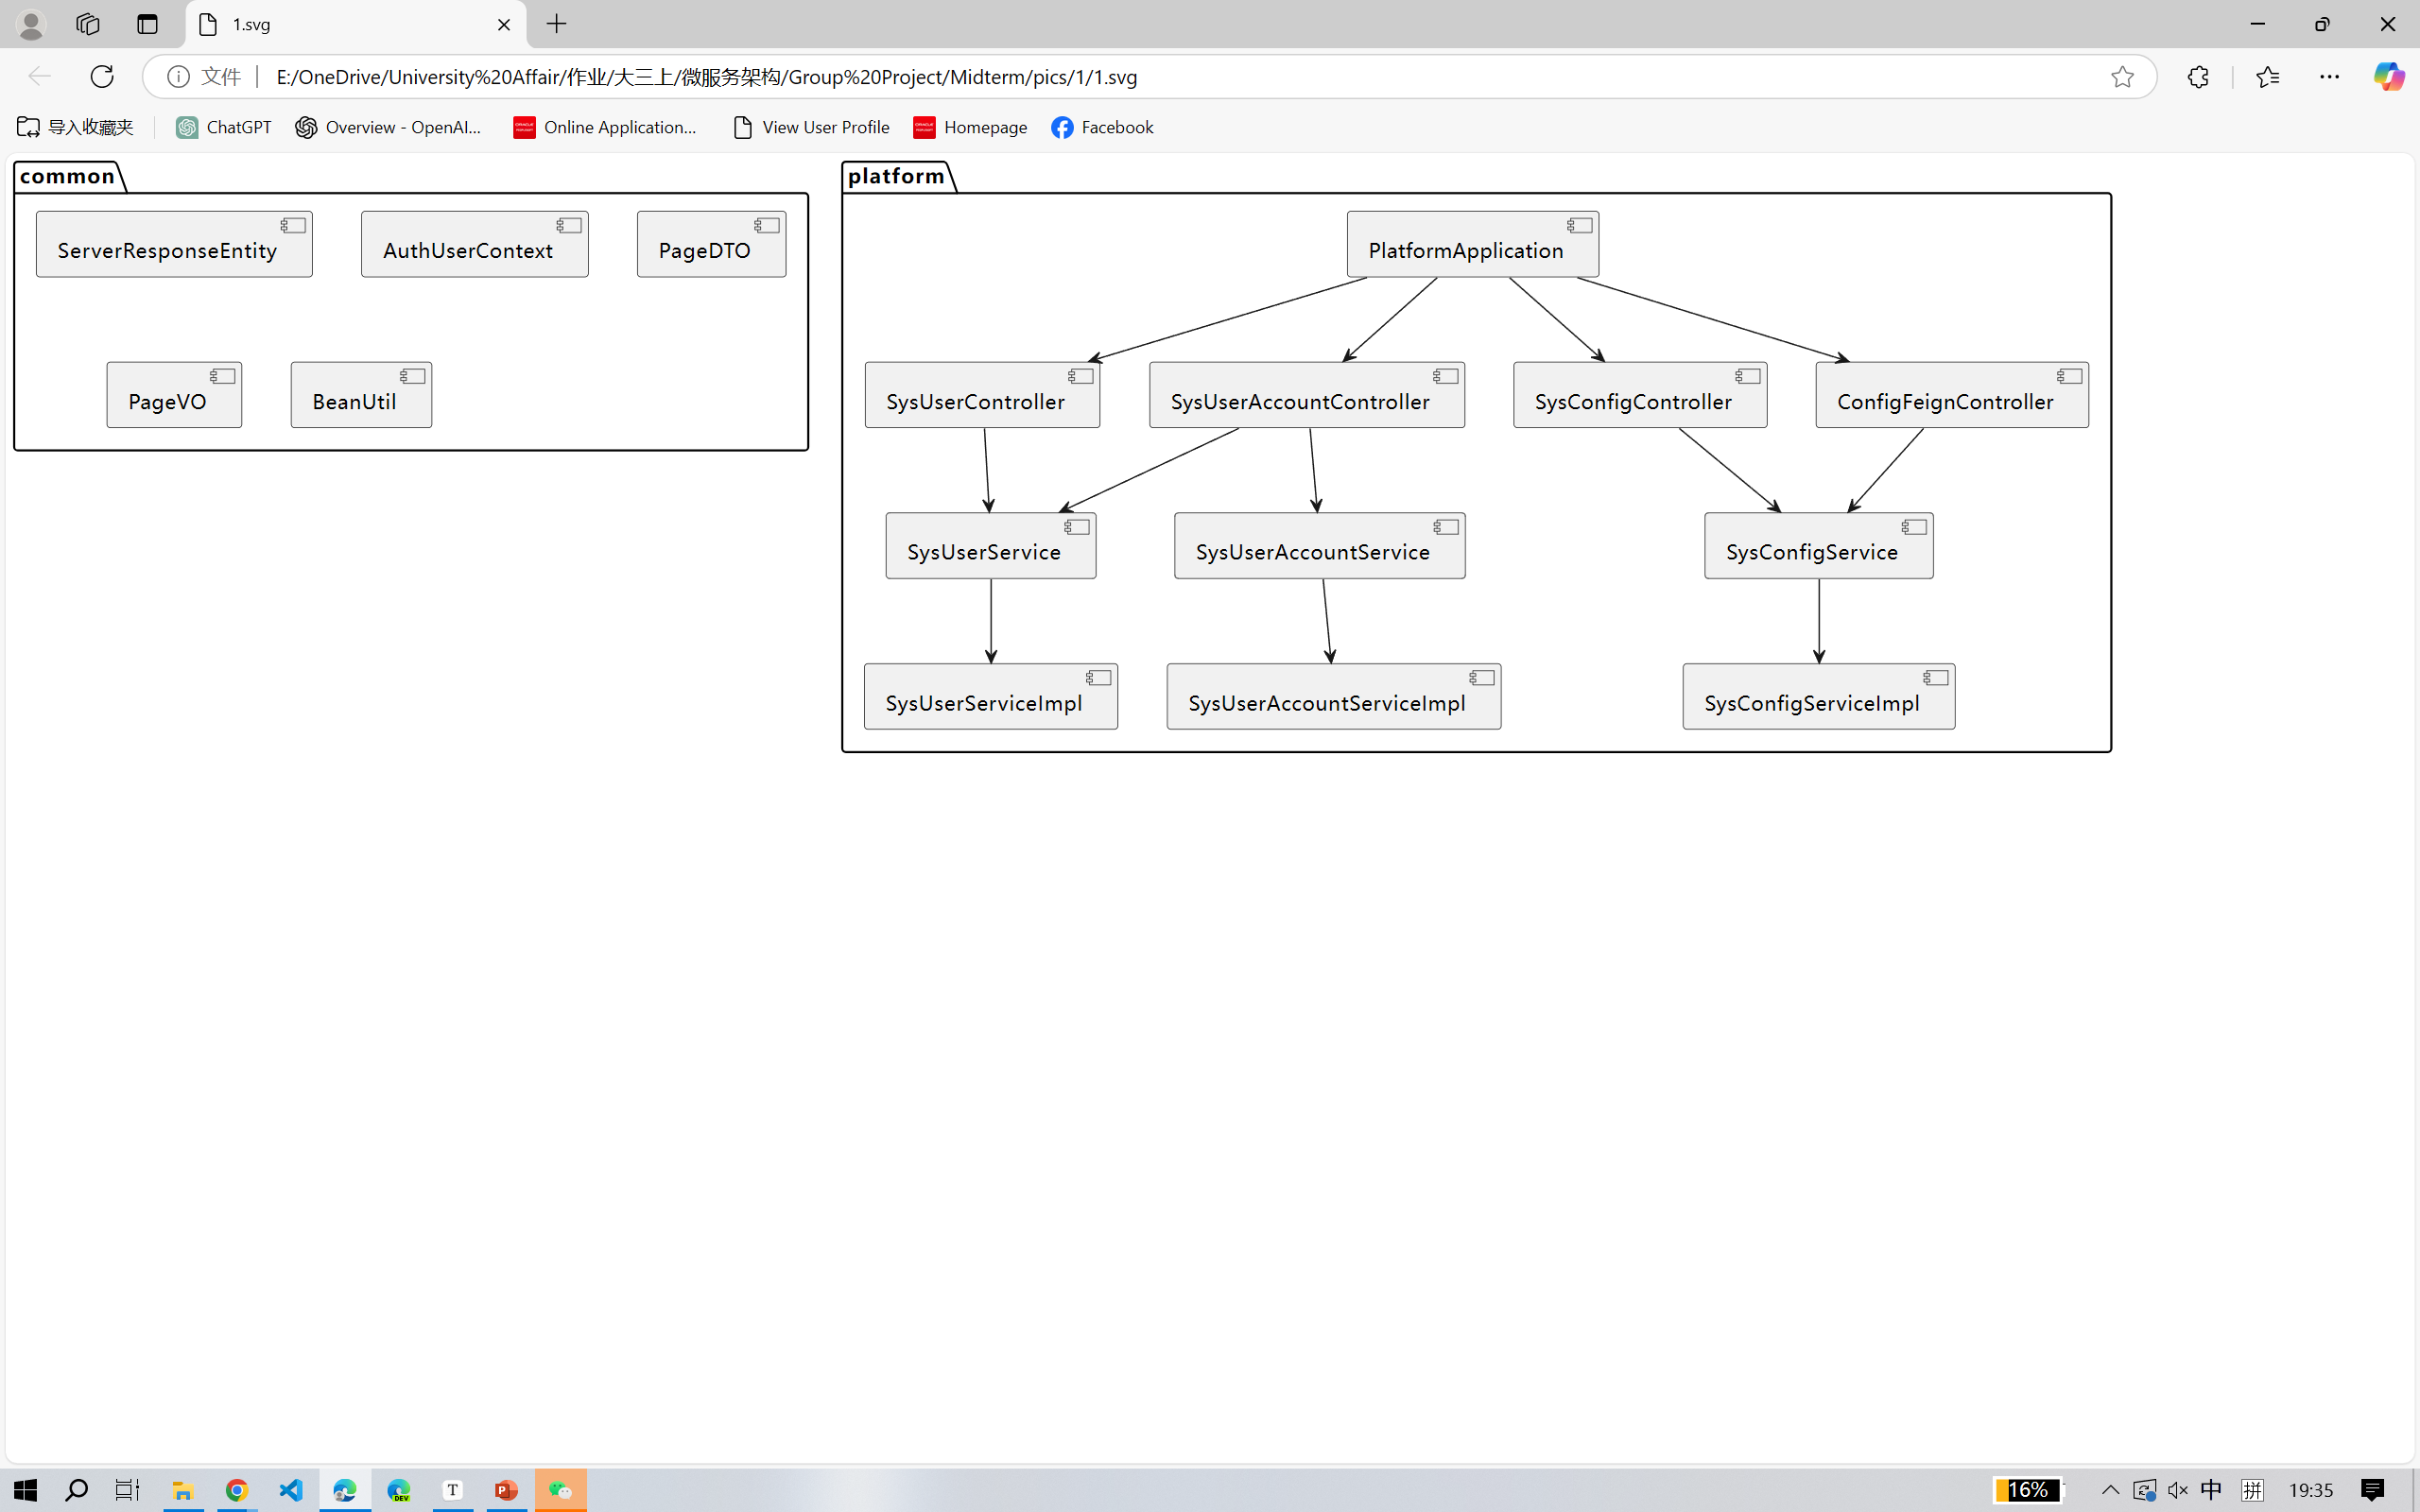 1.svg
文件
E:/OneDrive/University%20Affair/作业/大三上/微服务架构/Group%20Project/Midterm/pics/1/1.svg
导入收藏夹
ChatGPT
Overview - OpenAI...
Online Application...
View User Profile
Homepage
Facebook
common
ServerResponseEntity
AuthUserContext
PageDTO
PageVO
BeanUtil
platform
PlatformApplication
SysUserController
SysUserAccountController
SysConfigController
ConfigFeignController
SysUserService
SysUserAccountService
SysConfigService
SysUserServiceImpl
SysUserAccountServiceImpl
SysConfigServiceImpl
DEV
T
P
16%
中
拼
19:35